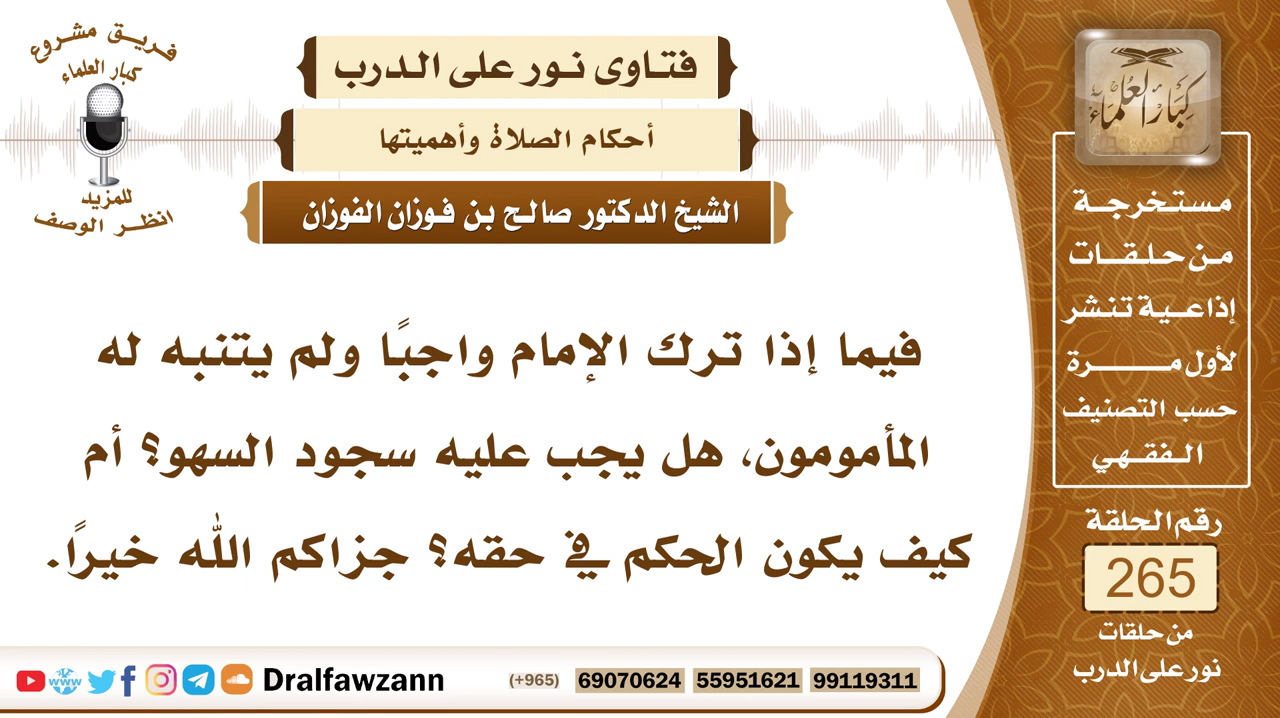 فريق مشروع
كبار العلماء
للمزيد
انظر الوصف
فتاوى نور على الدرب
أحكام الصلاة وأهميتها
الشيخ الدكتور صالح بن فوزان الفوزان
فيما إذا ترك الإمام واجبًا ولم يتنبه له
المأمومون، هل يجب عليه سجود السهو؟ أم
كيف يكون الحكم في حقه؟ جزاكم الله خيرًا.
كبار العلماء
مستخرجة
من حلقات
إذاعية تنشر
لأول مرة
حسب التصنيف
الفقهي
رقم الحلقة
265
من حلقات
نور على الدرب
www Dralfawzann (+965) 69070624 55951621 99119311